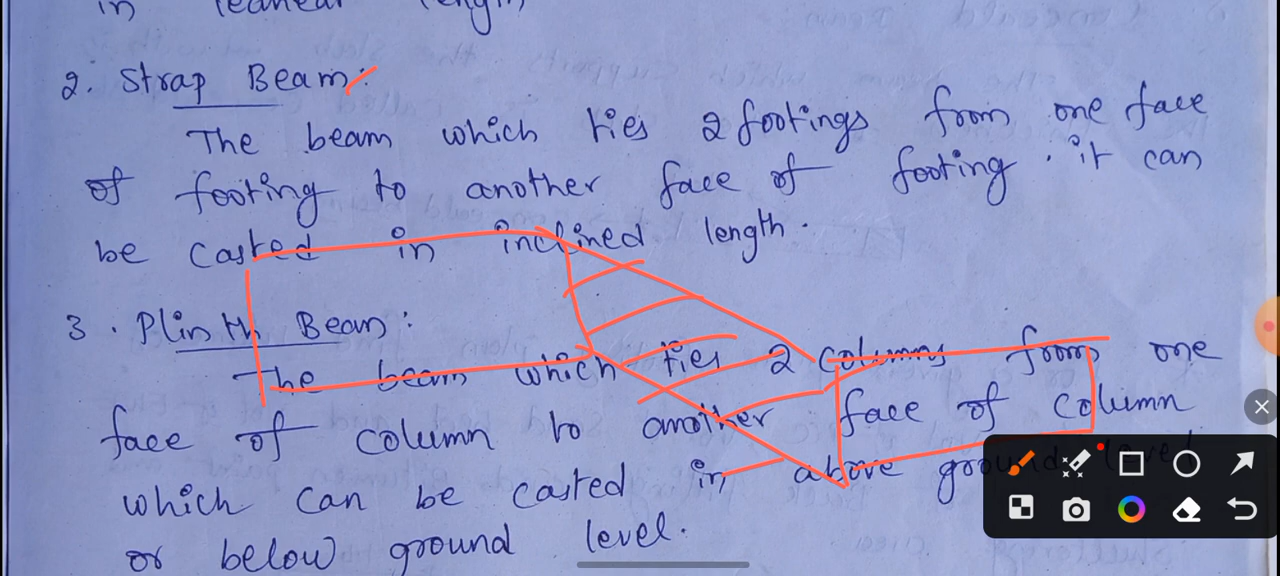 in leanear length
2. Strap Beam:
The beam which ties 2 footings from one face
of footing to another face of footing. it can
be casted in inclined length.
3. Plinth Beam:
The beam which ties 2 columns from one
face of column to another face of column
which can be casted in above ground level
or below ground level.